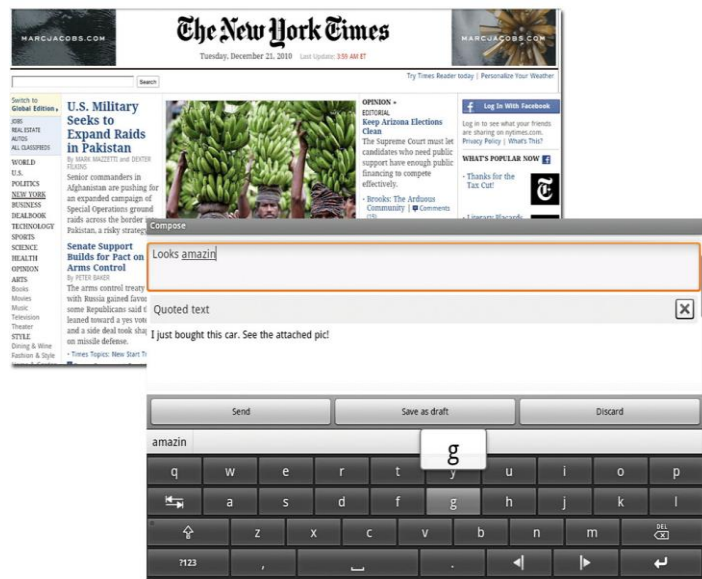 MARCJACOBS.COM
The New York Times
MARCJACOBS.COM
Tuesday, December 21, 2010 Last Update: 3:55 AM ET
Search
Try Times Reader today | Personalize Your Weather
Switch to
Global Edition
JOBS
REAL ESTATE
AUTOS
ALL CLASSIFIEDS
WORLD
U.S.
POLITICS
NEW YORK
BUSINESS
DEALBOOK
TECHNOLOGY
SPORTS
SCIENCE
HEALTH
OPINION
ARTS
Books
Movies
Music
Television
Theater
STYLE
Dining & Wine
Fashion & Style
U.S. Military
Seeks to
Expand Raids
in Pakistan
By MARK MAZZETTI and DEXTER
FILKINS
Senior commanders in
Afghanistan are pushing for
an expanded campaign of
Special Operations ground
raids across the border
Pakistan, a risky
Senate Support
Builds for Pact on
Arms Control
By PETER BAKER
The arms control treaty
with Russia gained
some Republicans said
leaned toward a yes
and a side deal took
on missile defense.
• Times Topics: New Start
OPINION »
EDITORIAL
Keep Arizona Elections
Clean
The Supreme Court must let
candidates who need public
support have enough public
financing to compete
effectively.
• Brooks: The Arduous
Community | Comments
f Log In With Facebook
Log in to see what your friends
are sharing on nytimes.com.
Privacy Policy | What's This?
WHAT'S POPULAR NOW f
• Thanks for the
Tax Cut!
T
Compose
Looks amazin
Quoted text
I just bought this car. See the attached pic!
Send Save as draft Discard
amazin
g
q w e r t y u i o p
a s d f g h j k l
z x c v b n m DEL
?123 , .